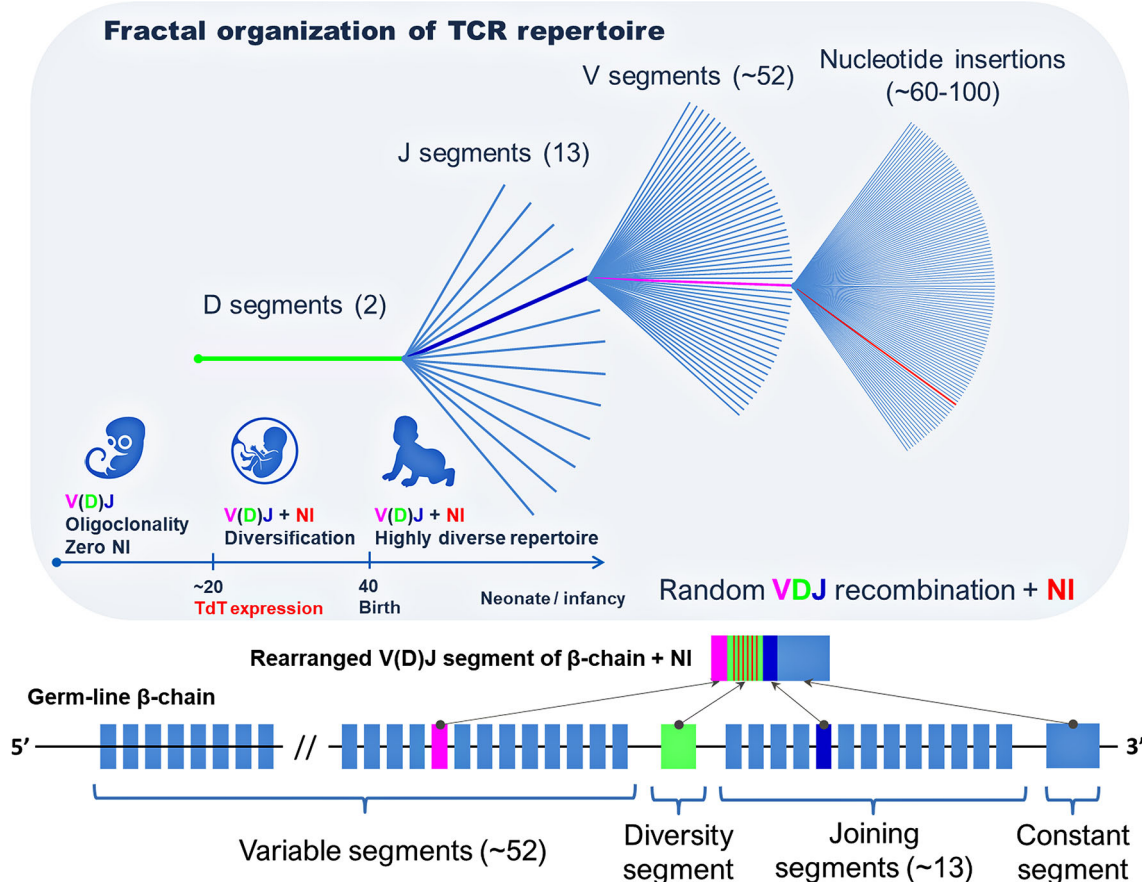 Fractal organization of TCR repertoire
Nucleotide insertions
(~60-100)
V segments (~52)
J segments (13)
D segments (2)
V(D)J
Oligoclonality
Zero NI
V(D)J + NI
Diversification
V(D)J + NI
Highly diverse repertoire
~20
TdT expression
40
Birth
Neonate / infancy
Random VDJ recombination + NI
Rearranged V(D)J segment of β-chain + NI
Germ-line β-chain
5′
//
3′
Variable segments (~52)
Diversity
segment
Joining
segments (~13)
Constant
segment